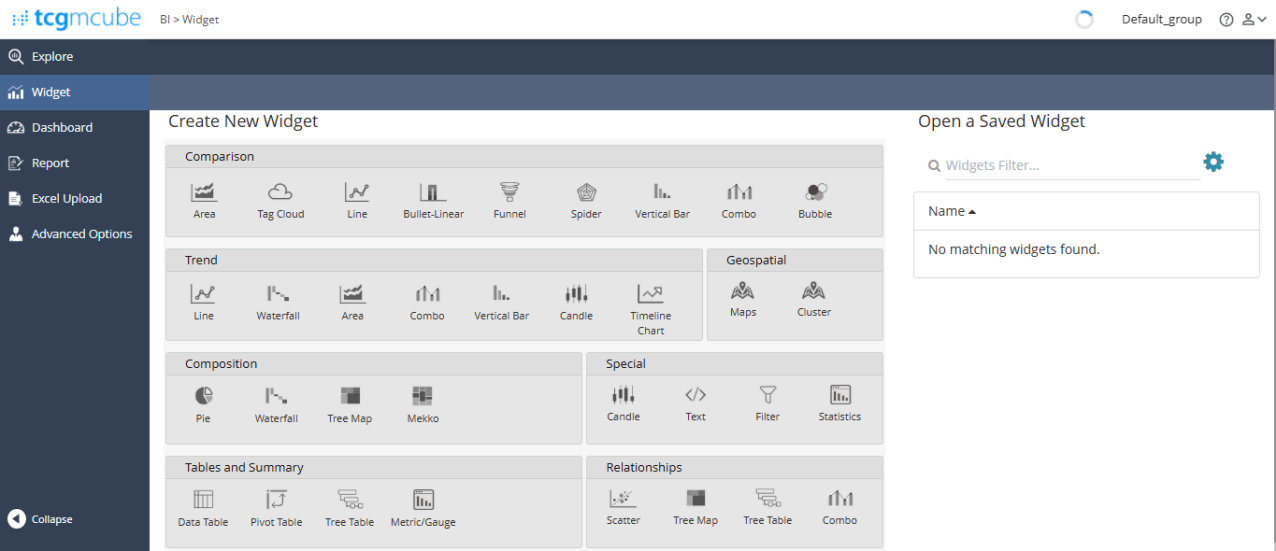 tcgmcube BI > Widget Default_group
Explore
Widget
Dashboard
Report
Excel Upload
Advanced Options
Collapse
Create New Widget
Comparison
Area Tag Cloud Line Bullet-Linear Funnel Spider Vertical Bar Combo Bubble
Trend
Line Waterfall Area Combo Vertical Bar Candle Timeline
Chart
Geospatial
Maps Cluster
Composition
Pie Waterfall Tree Map Mekko
Special
Candle Text Filter Statistics
Tables and Summary
Data Table Pivot Table Tree Table Metric/Gauge
Relationships
Scatter Tree Map Tree Table Combo
Open a Saved Widget
Widgets Filter...
Name
No matching widgets found.